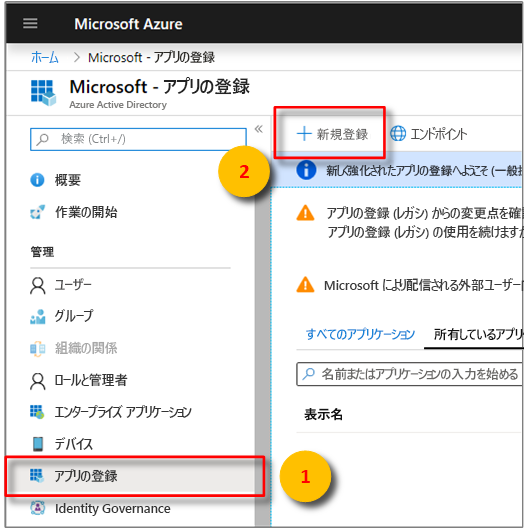 Microsoft Azure
ホーム > Microsoft - アプリの登録
Microsoft - アプリの登録
Azure Active Directory
検索 (Ctrl+/)
«
概要
作業の開始
管理
ユーザー
グループ
組織の関係
ロールと管理者
エンタープライズ アプリケーション
デバイス
アプリの登録
Identity Governance
1
2
+ 新規登録
エンドポイント
新しく強化されたアプリの登録へようこそ (一般
アプリの登録 (レガシ) からの変更点を確
アプリの登録 (レガシ) の使用を続けますか
Microsoft により配信される外部ユーザー
すべてのアプリケーション
所有しているアプリ
名前またはアプリケーションの入力を始める
表示名